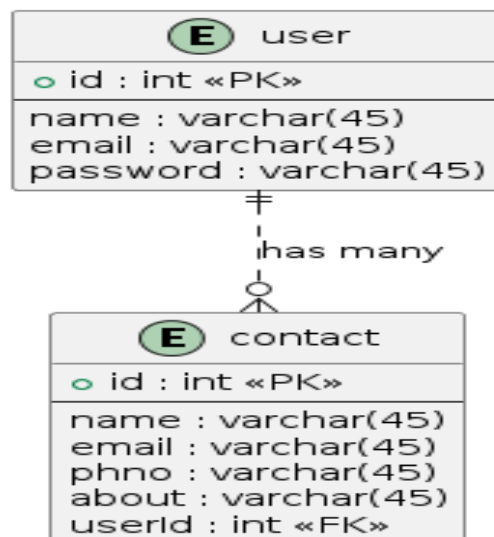 E user
id : int «PK»
name : varchar(45)
email : varchar(45)
password : varchar(45)
has many
E contact
id : int «PK»
name : varchar(45)
email : varchar(45)
phno : varchar(45)
about : varchar(45)
userId : int «FK»